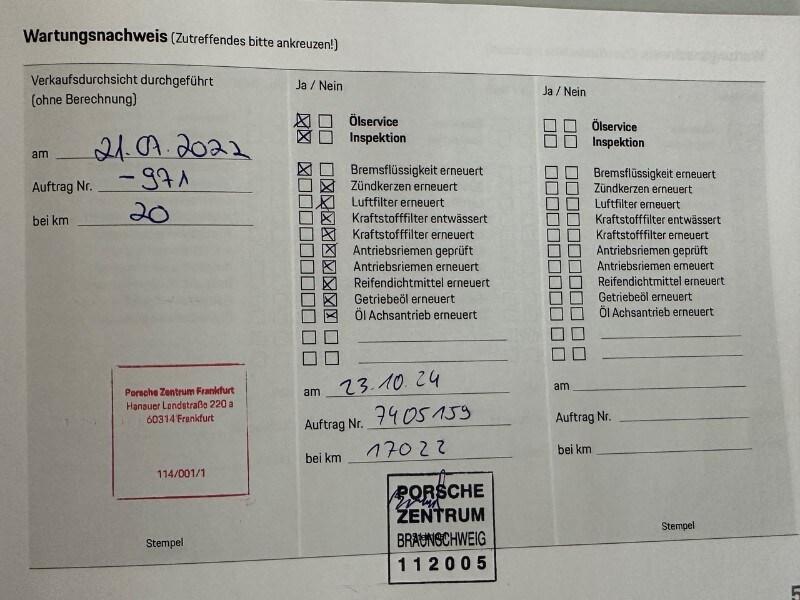 Wartungsnachweis (Zutreffendes bitte ankreuzen!)
Verkaufsdurchsicht durchgeführt
(ohne Berechnung)
am 21.07.2022
Auftrag Nr. -971
bei km 20
Porsche Zentrum Frankfurt
Hanauer Landstraße 220 a
60314 Frankfurt
114/001/1
Stempel
Ja / Nein
Ölservice
Inspektion
Bremsflüssigkeit erneuert
Zündkerzen erneuert
Luftfilter erneuert
Kraftstofffilter entwässert
Kraftstofffilter erneuert
Antriebsriemen geprüft
Antriebsriemen erneuert
Reifendichtmittel erneuert
Getriebeöl erneuert
Öl Achsantrieb erneuert
am 23.10.24
Auftrag Nr. 7405159
bei km 17022
PORSCHE
ZENTRUM
BRAUNSCHWEIG
112005
Ja / Nein
Ölservice
Inspektion
Bremsflüssigkeit erneuert
Zündkerzen erneuert
Luftfilter erneuert
Kraftstofffilter entwässert
Kraftstofffilter erneuert
Antriebsriemen geprüft
Antriebsriemen erneuert
Reifendichtmittel erneuert
Getriebeöl erneuert
Öl Achsantrieb erneuert
am
Auftrag Nr.
bei km
Stempel
5